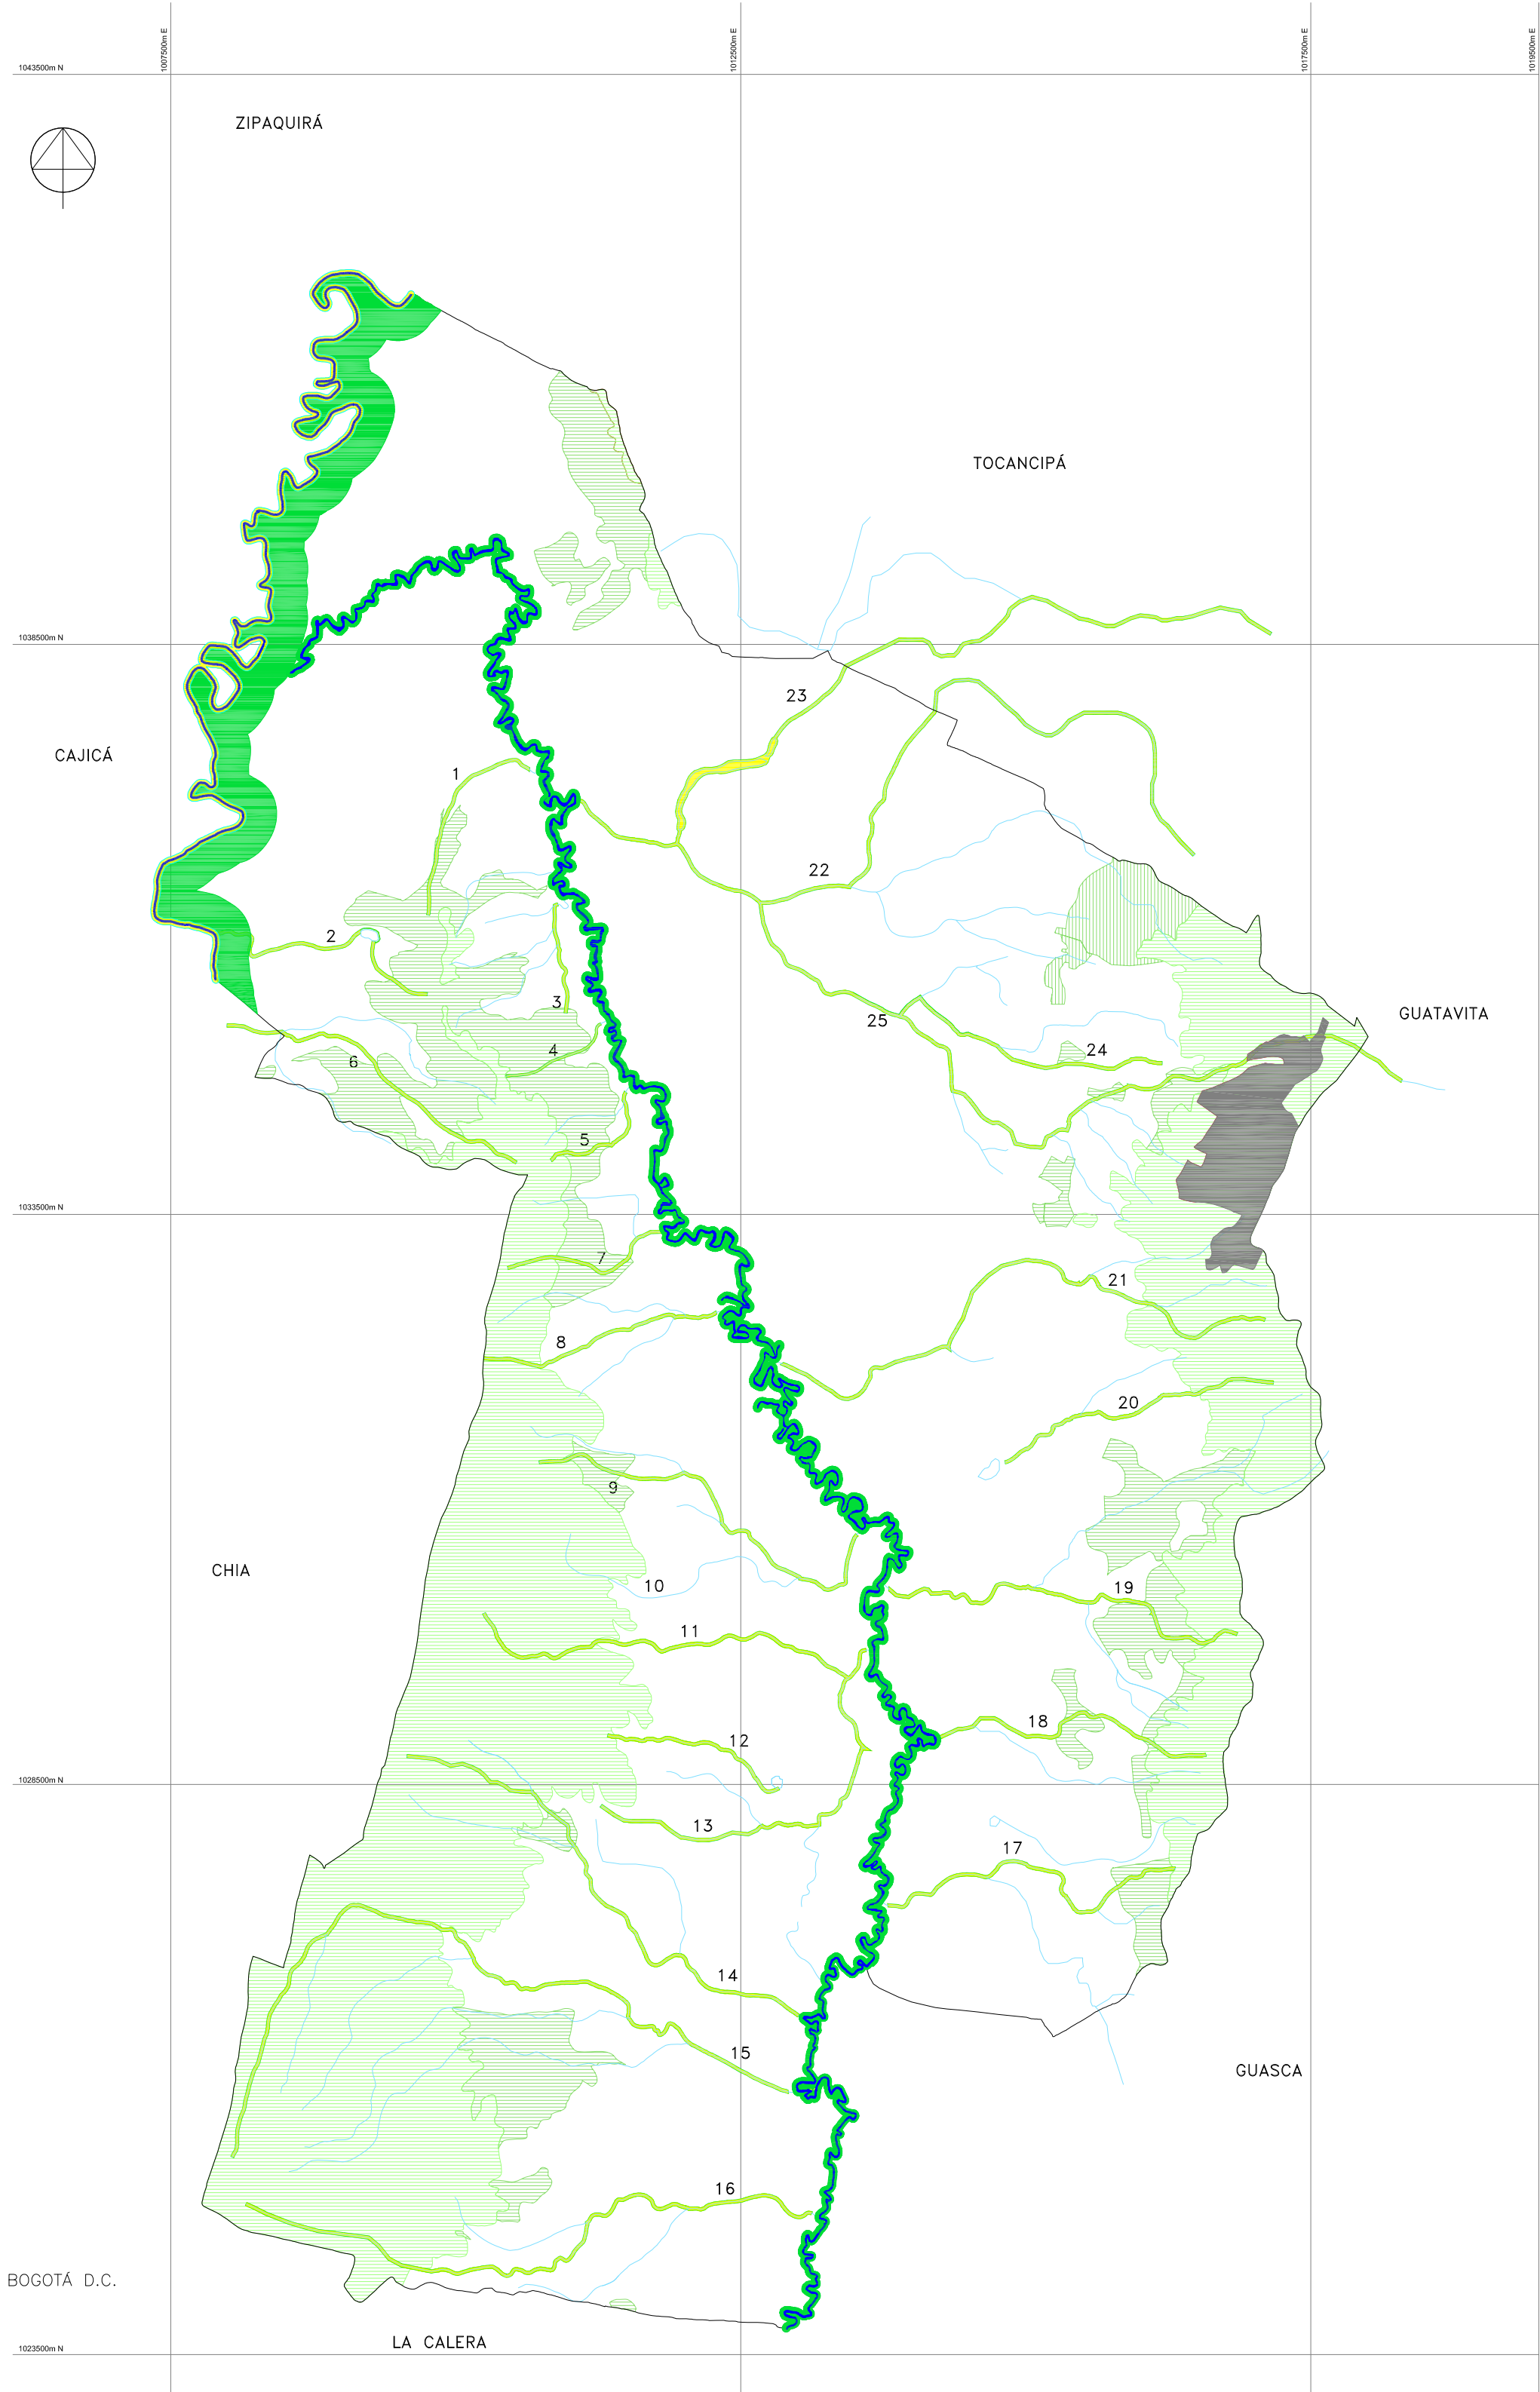 1007500m E
1012500m E
1017500m E
1019500m E
1043500m N
ZIPAQUIRÁ
TOCANCIPÁ
1038500m N
23
CAJICÁ
1
22
2
3
25
GUATAVITA
4
24
6
5
1033500m N
7
21
8
20
9
CHIA
10
19
11
18
12
1028500m N
13
17
14
15
GUASCA
16
BOGOTÁ D.C.
LA CALERA
1023500m N